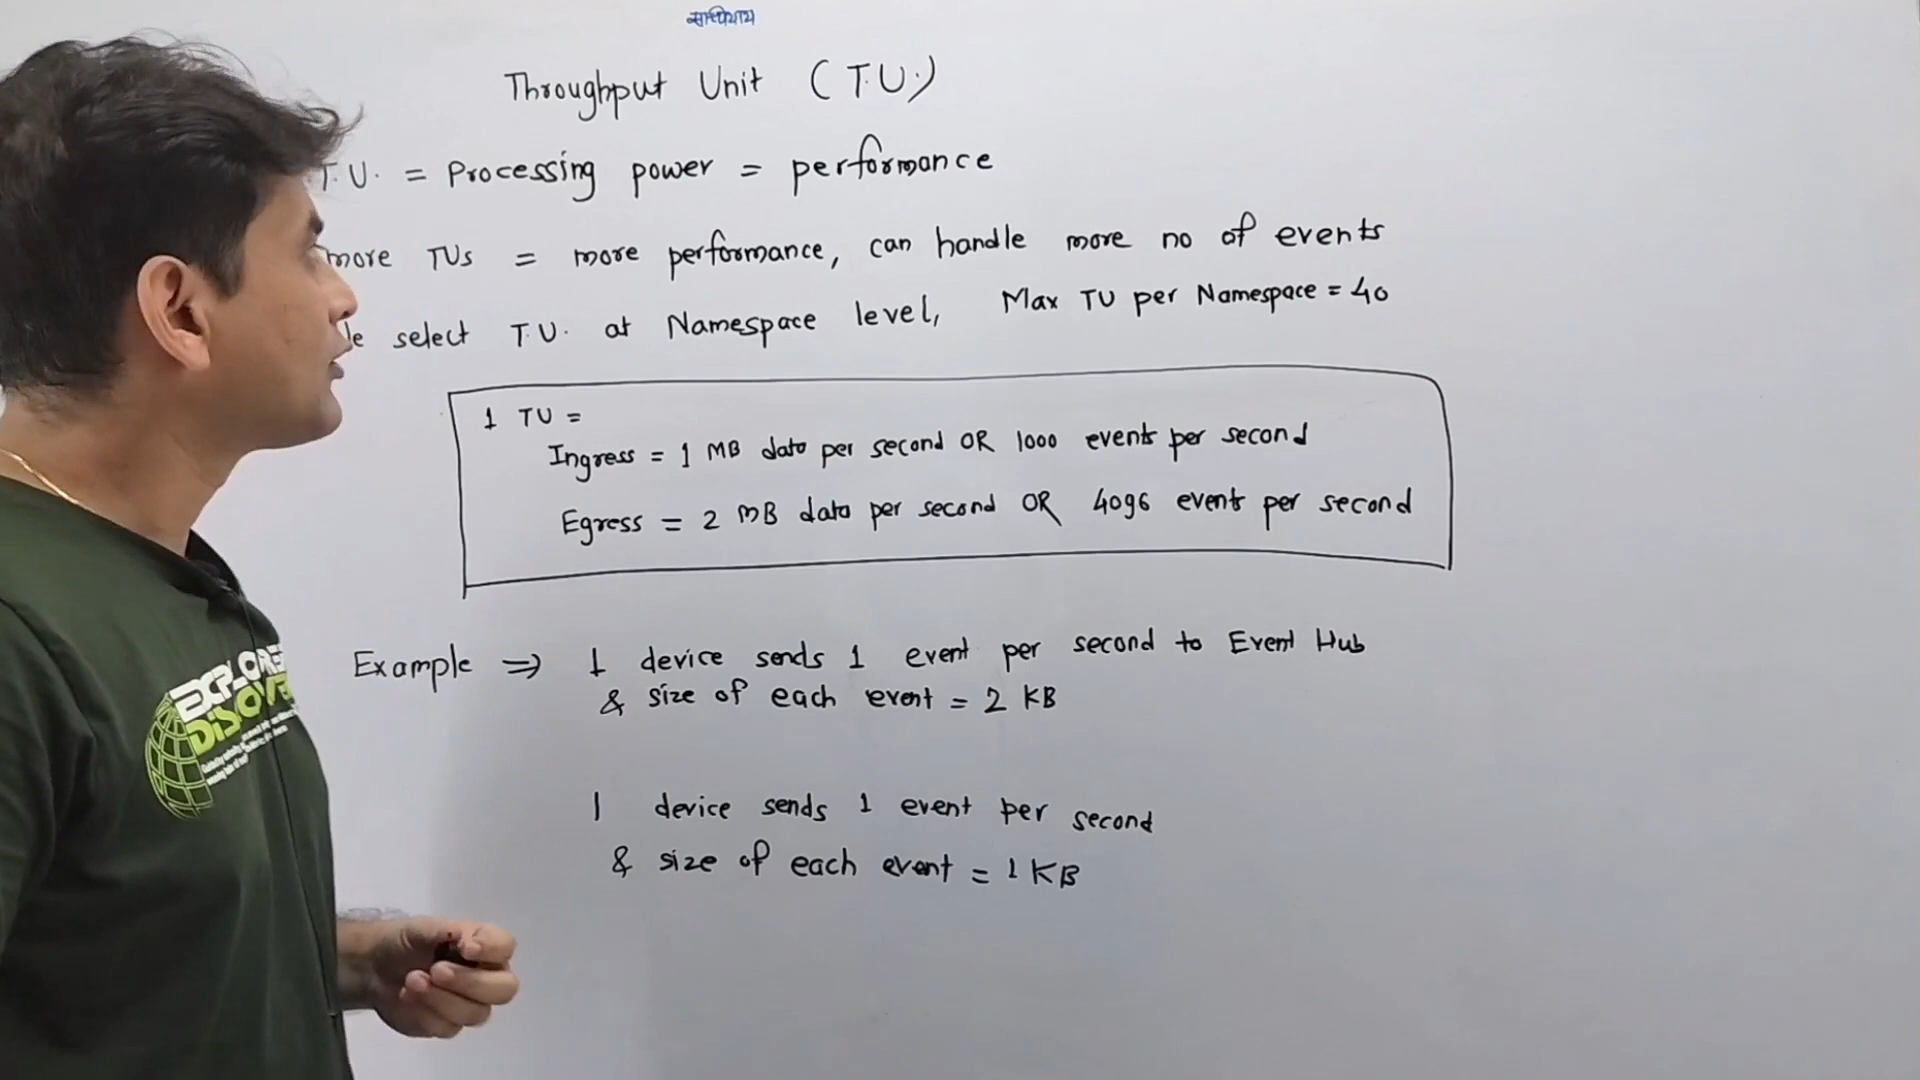 Throughput Unit (T.U.)
T.U. = Processing power = performance
more TUs = more performance, can handle more no of events
select T.U. at Namespace level, Max TU per Namespace = 40
1 TU =
Ingress = 1 MB data per second OR 1000 events per second
Egress = 2 MB data per second OR 4096 events per second
Example ⇒ 1 device sends 1 event per second to Event Hub
& size of each event = 2 KB
1 device sends 1 event per second
& size of each event = 1 KB
EXPLORE
DISCOVE